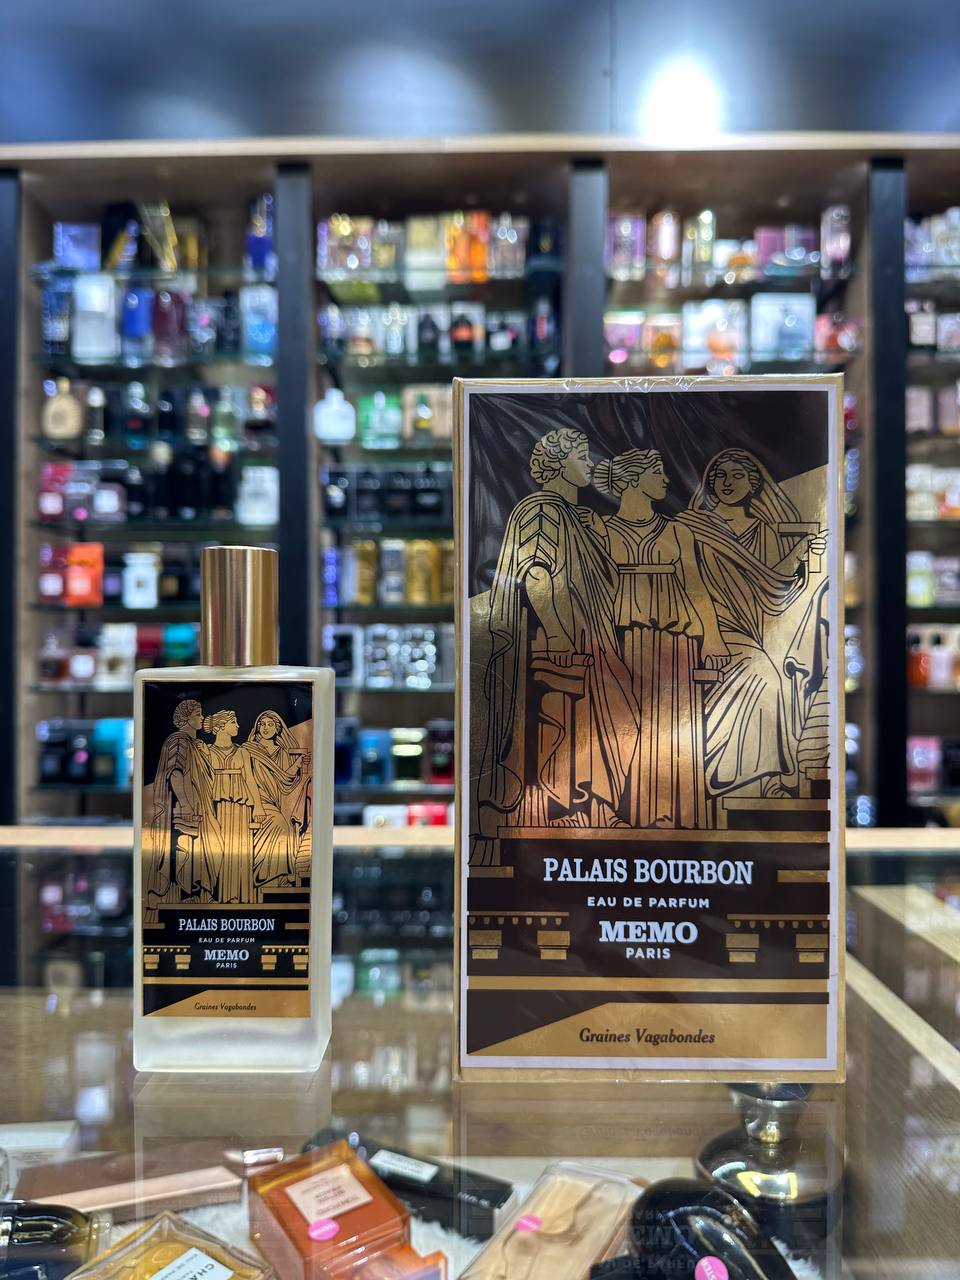 PALAIS BOURBON
EAU DE PARFUM
MEMO
PARIS
Graines Vagabondes
PALAIS BOURBON
EAU DE PARFUM
MEMO
PARIS
Graines Vagabondes